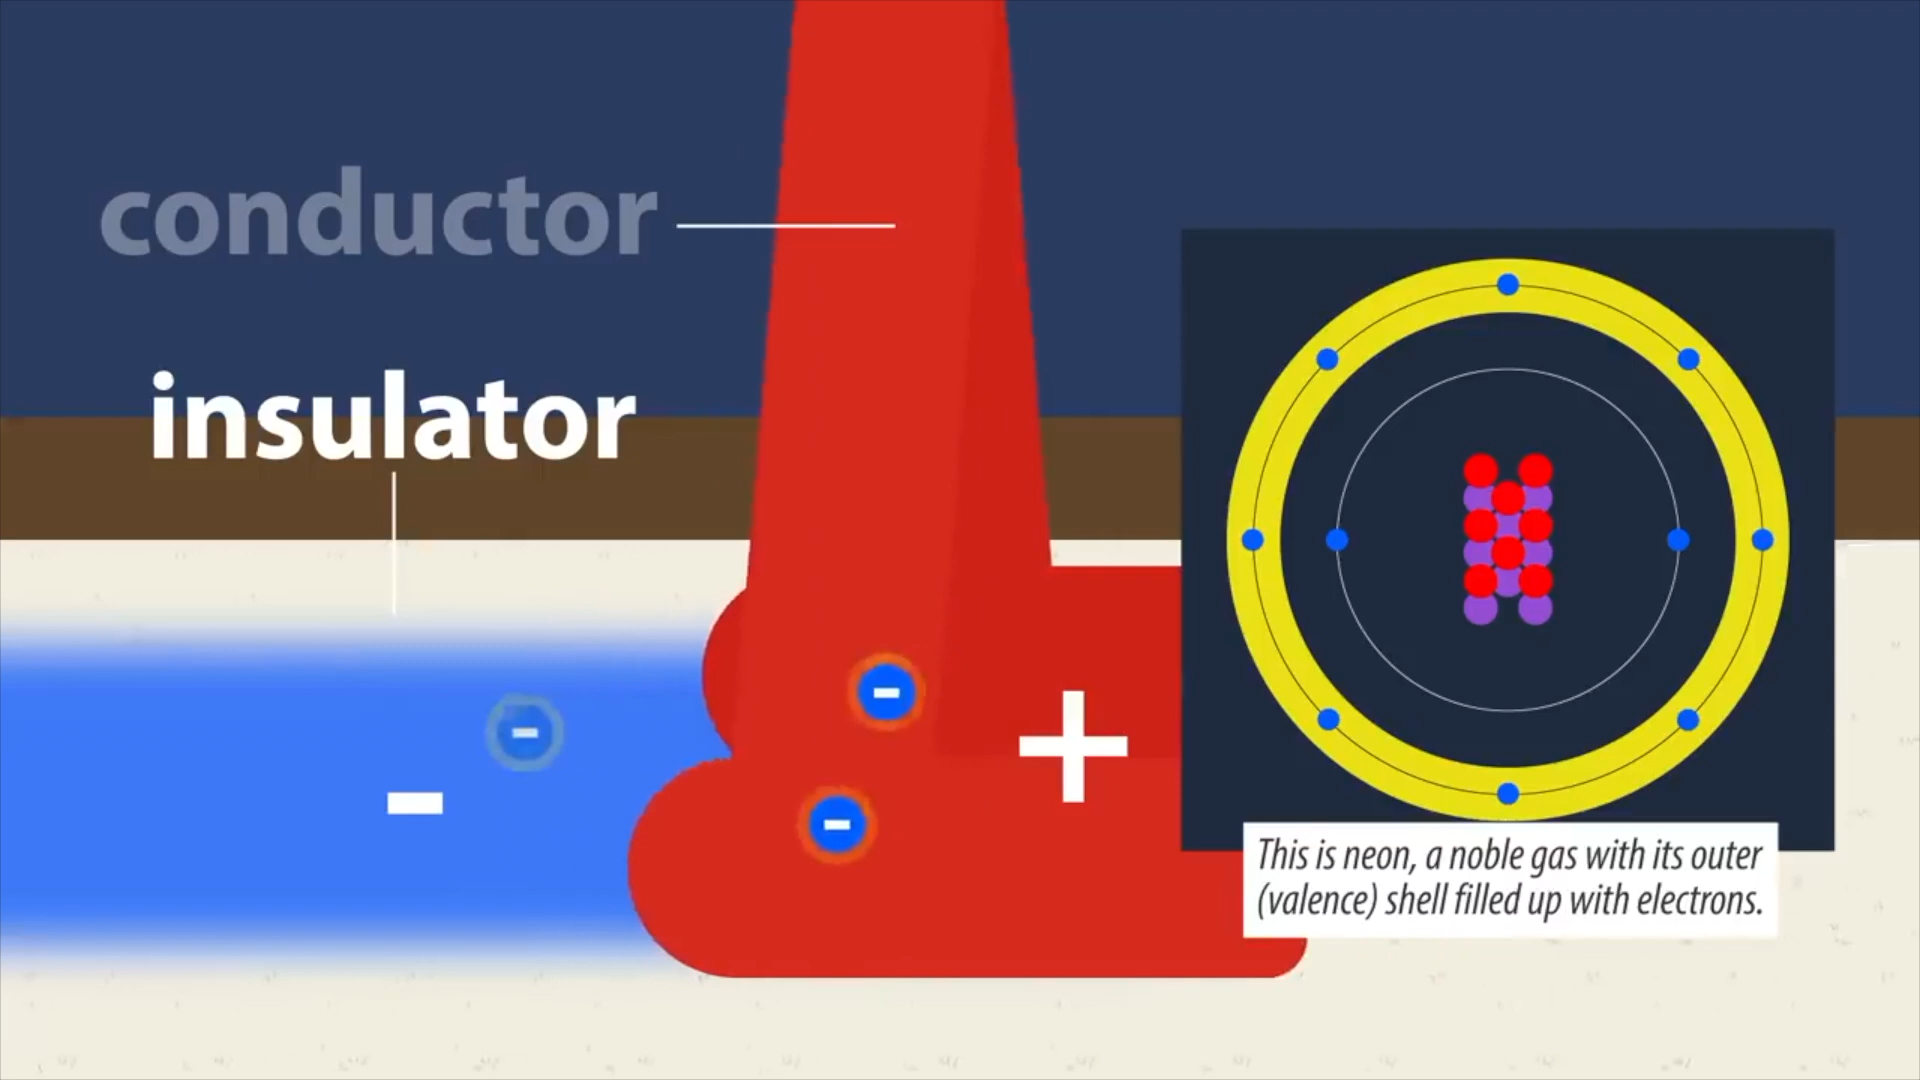 conductor
insulator
-
-
-
+
This is neon, a noble gas with its outer
(valence) shell filled up with electrons.